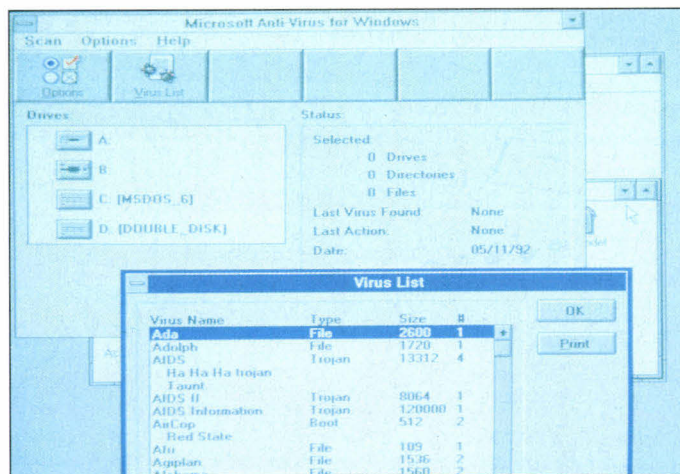 Microsoft Anti-Virus for Windows
Scan Options Help
Options
Virus List
Drives:
A:
B:
C: [MSDOS_6]
D: [DOUBLE_DISK]
Status:
Selected:
0 Drives
0 Directories
0 Files
Last Virus Found: None
Last Action: None
Date: 05/11/92
Virus List
Virus Name Type Size #
Ada File 2600 1
Adolph File 1720 1
AIDS Trojan 13312 4
Ha Ha Ha trojan
Taunt
AIDS II Trojan 8064 1
AIDS Information Trojan 120000 1
AirCop Boot 512 2
Red State
File 1
Agiplan File 1536 2
Alabama File 1560 2
OK
Print